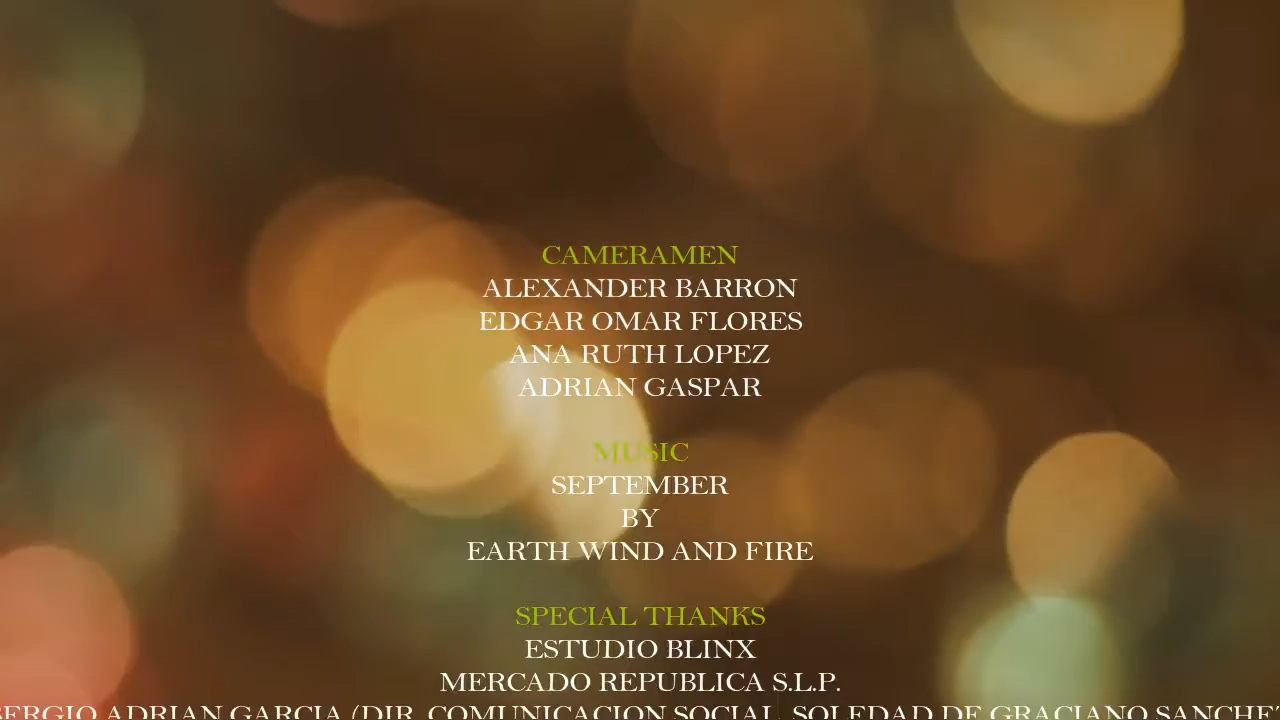 CAMERAMEN
ALEXANDER BARRON
EDGAR OMAR FLORES
ANA RUTH LOPEZ
ADRIAN GASPAR
MUSIC
SEPTEMBER
BY
EARTH WIND AND FIRE
SPECIAL THANKS
ESTUDIO BLINX
MERCADO REPUBLICA S.L.P.
SERGIO ADRIAN GARCIA (DIR. COMUNICACION SOCIAL, SOLEDAD DE GRACIANO SANCHEZ